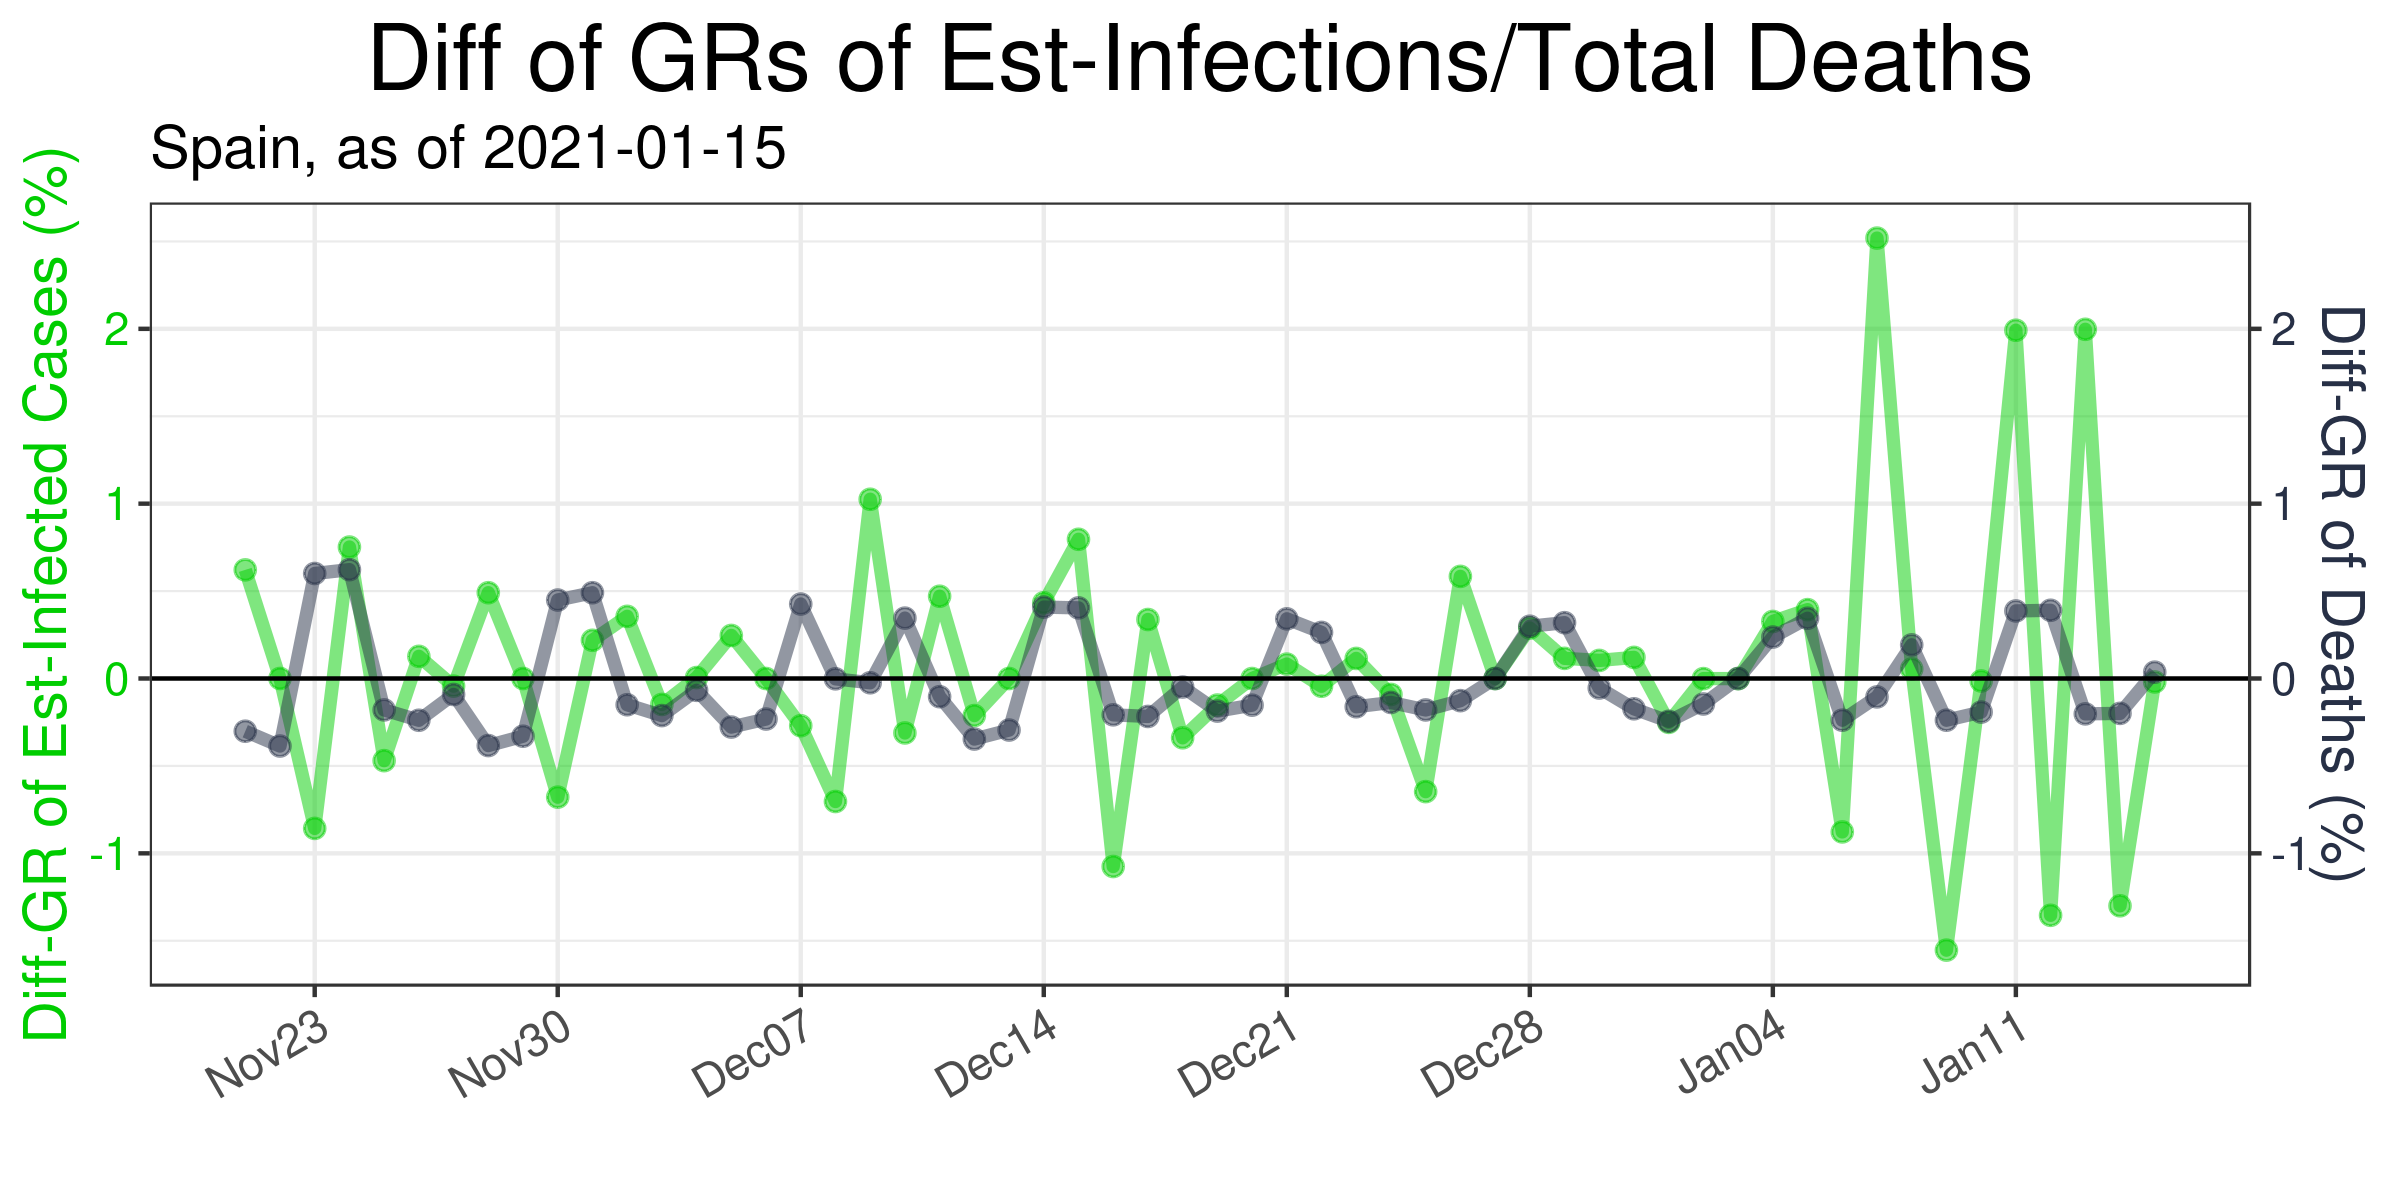 Diff of GRs of Est-Infections/Total Deaths
Spain, as of 2021-01-15
Diff-GR of Est-Infected Cases (%)
2
1
0
-1
2
1
0
-1
Diff-GR of Deaths (%)
Nov23
Nov30
Dec07
Dec14
Dec21
Dec28
Jan04
Jan11